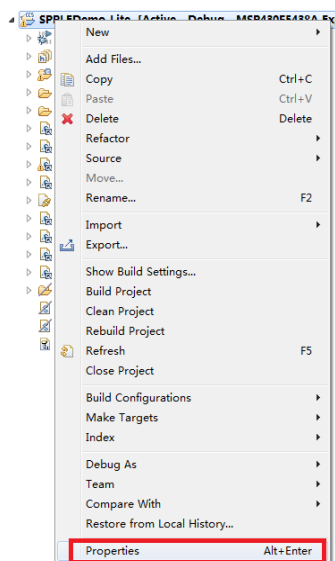 SPPLEDemo_Lite [Active - Debug - MSP430F5438A Ex
New
Add Files...
Copy Ctrl+C
Paste Ctrl+V
Delete Delete
Refactor
Source
Move...
Rename... F2
Import
Export...
Show Build Settings...
Build Project
Clean Project
Rebuild Project
Refresh F5
Close Project
Build Configurations
Make Targets
Index
Debug As
Team
Compare With
Restore from Local History...
Properties Alt+Enter